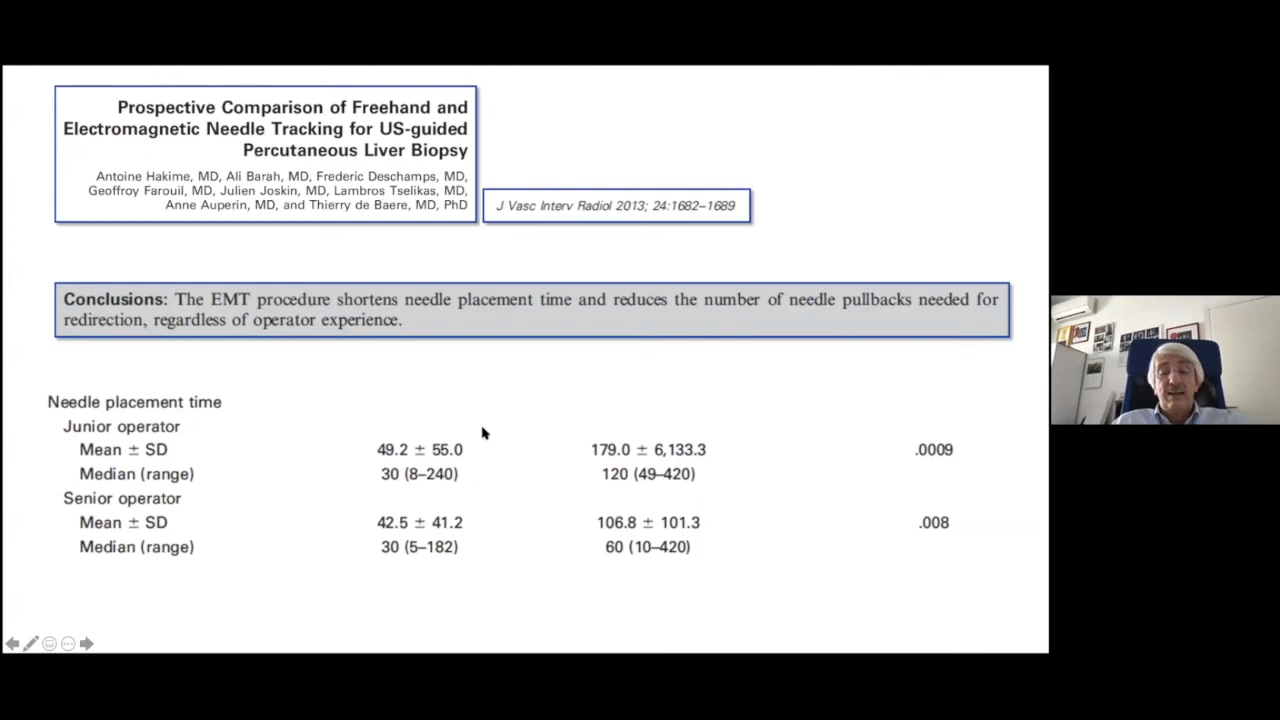 Prospective Comparison of Freehand and
Electromagnetic Needle Tracking for US-guided
Percutaneous Liver Biopsy
Antoine Hakime, MD, Ali Barah, MD, Frederic Deschamps, MD,
Geoffroy Farouil, MD, Julien Joskin, MD, Lambros Tselikas, MD,
Anne Auperin, MD, and Thierry de Baere, MD, PhD
J Vasc Interv Radiol 2013; 24:1682–1689
Conclusions: The EMT procedure shortens needle placement time and reduces the number of needle pullbacks needed for
redirection, regardless of operator experience.
Needle placement time
Junior operator
Mean ± SD 49.2 ± 55.0 179.0 ± 6,133.3 .0009
Median (range) 30 (8–240) 120 (49–420)
Senior operator
Mean ± SD 42.5 ± 41.2 106.8 ± 101.3 .008
Median (range) 30 (5–182) 60 (10–420)